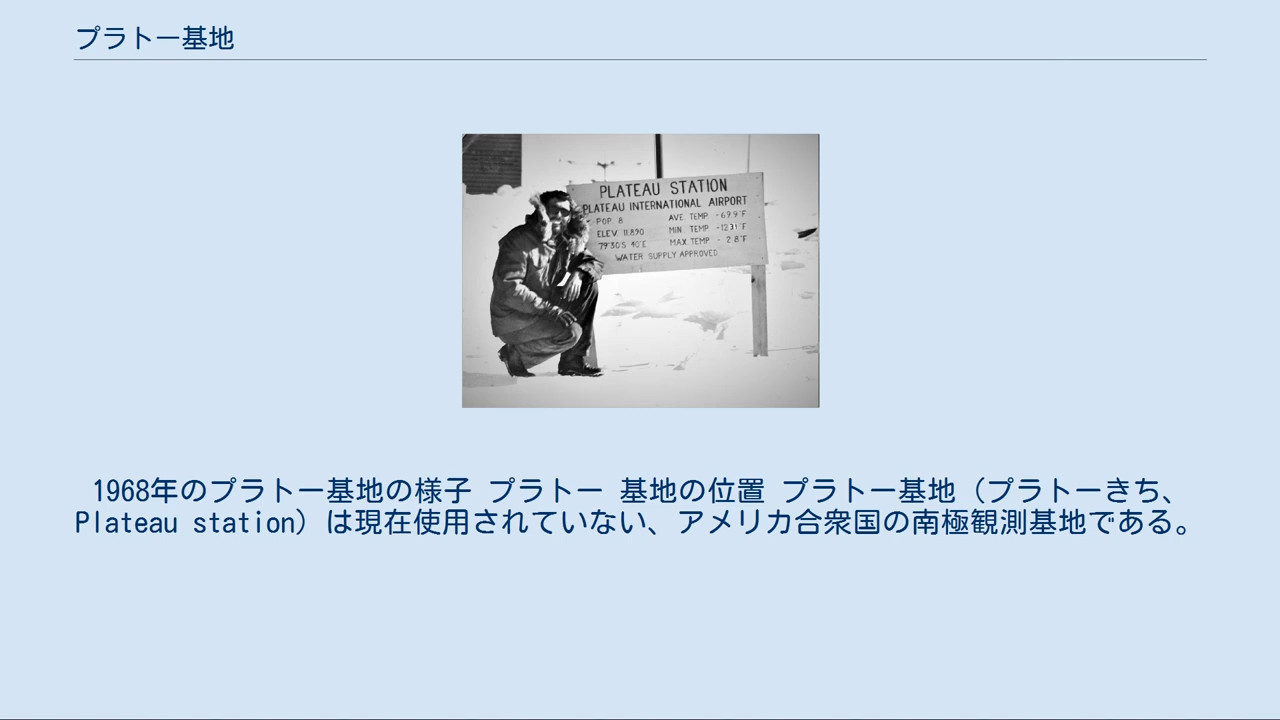 プラトー基地
PLATEAU STATION
PLATEAU INTERNATIONAL AIRPORT
POP. 8 AVE. TEMP. -69.9°F
ELEV. 11,890 MIN. TEMP -123.1°F
79°30'S 40°E MAX. TEMP. - 2.8°F
WATER SUPPLY APPROVED
1968年のプラトー基地の様子 プラトー 基地の位置 プラトー基地（プラトーきち、
Plateau station）は現在使用されていない、アメリカ合衆国の南極観測基地である。